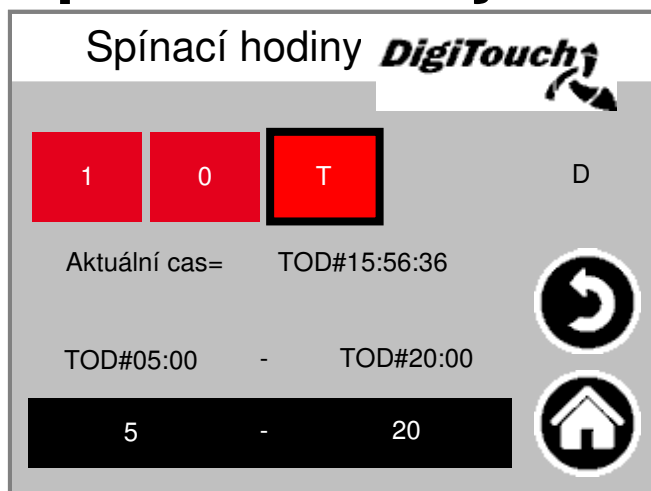 Spínací hodiny DigiTouch
1 0 T D
Aktuální cas= TOD#15:56:36
TOD#05:00 - TOD#20:00
5 - 20